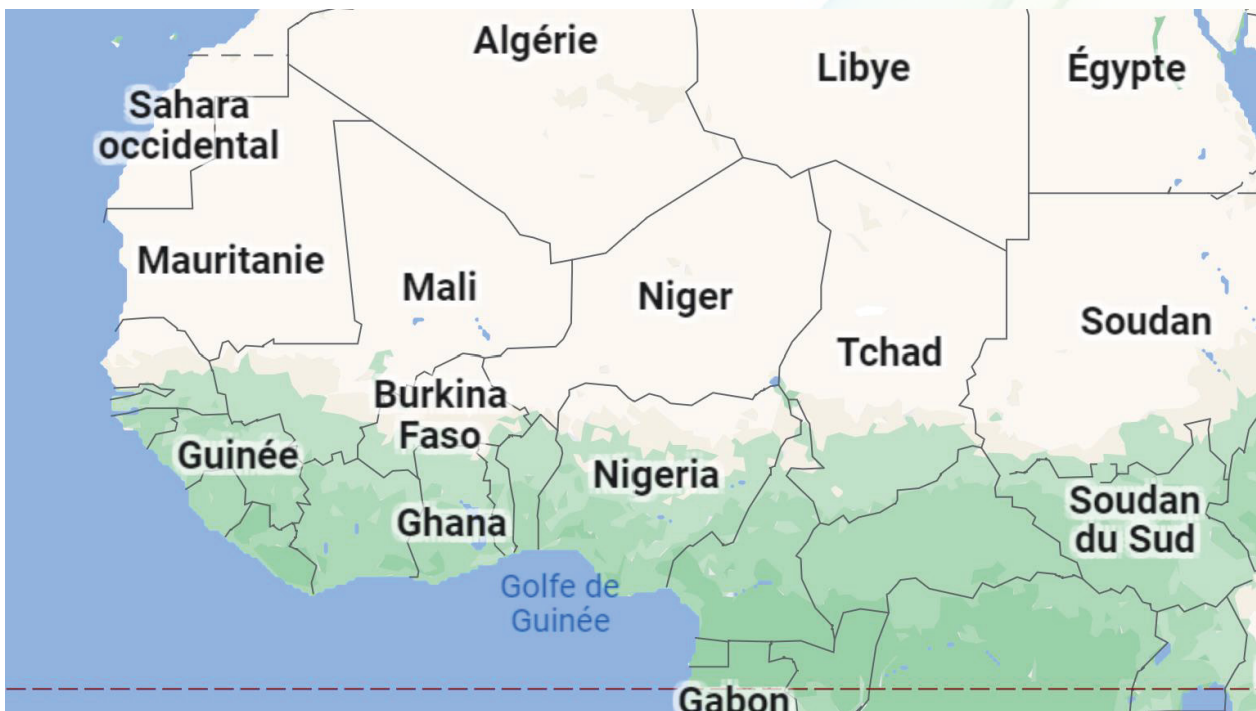 Algérie
Libye
Égypte
Sahara
occidental
Mauritanie
Mali
Niger
Tchad
Soudan
Burkina
Faso
Guinée
Nigeria
Ghana
Soudan
du Sud
Golfe de
Guinée
Gabon